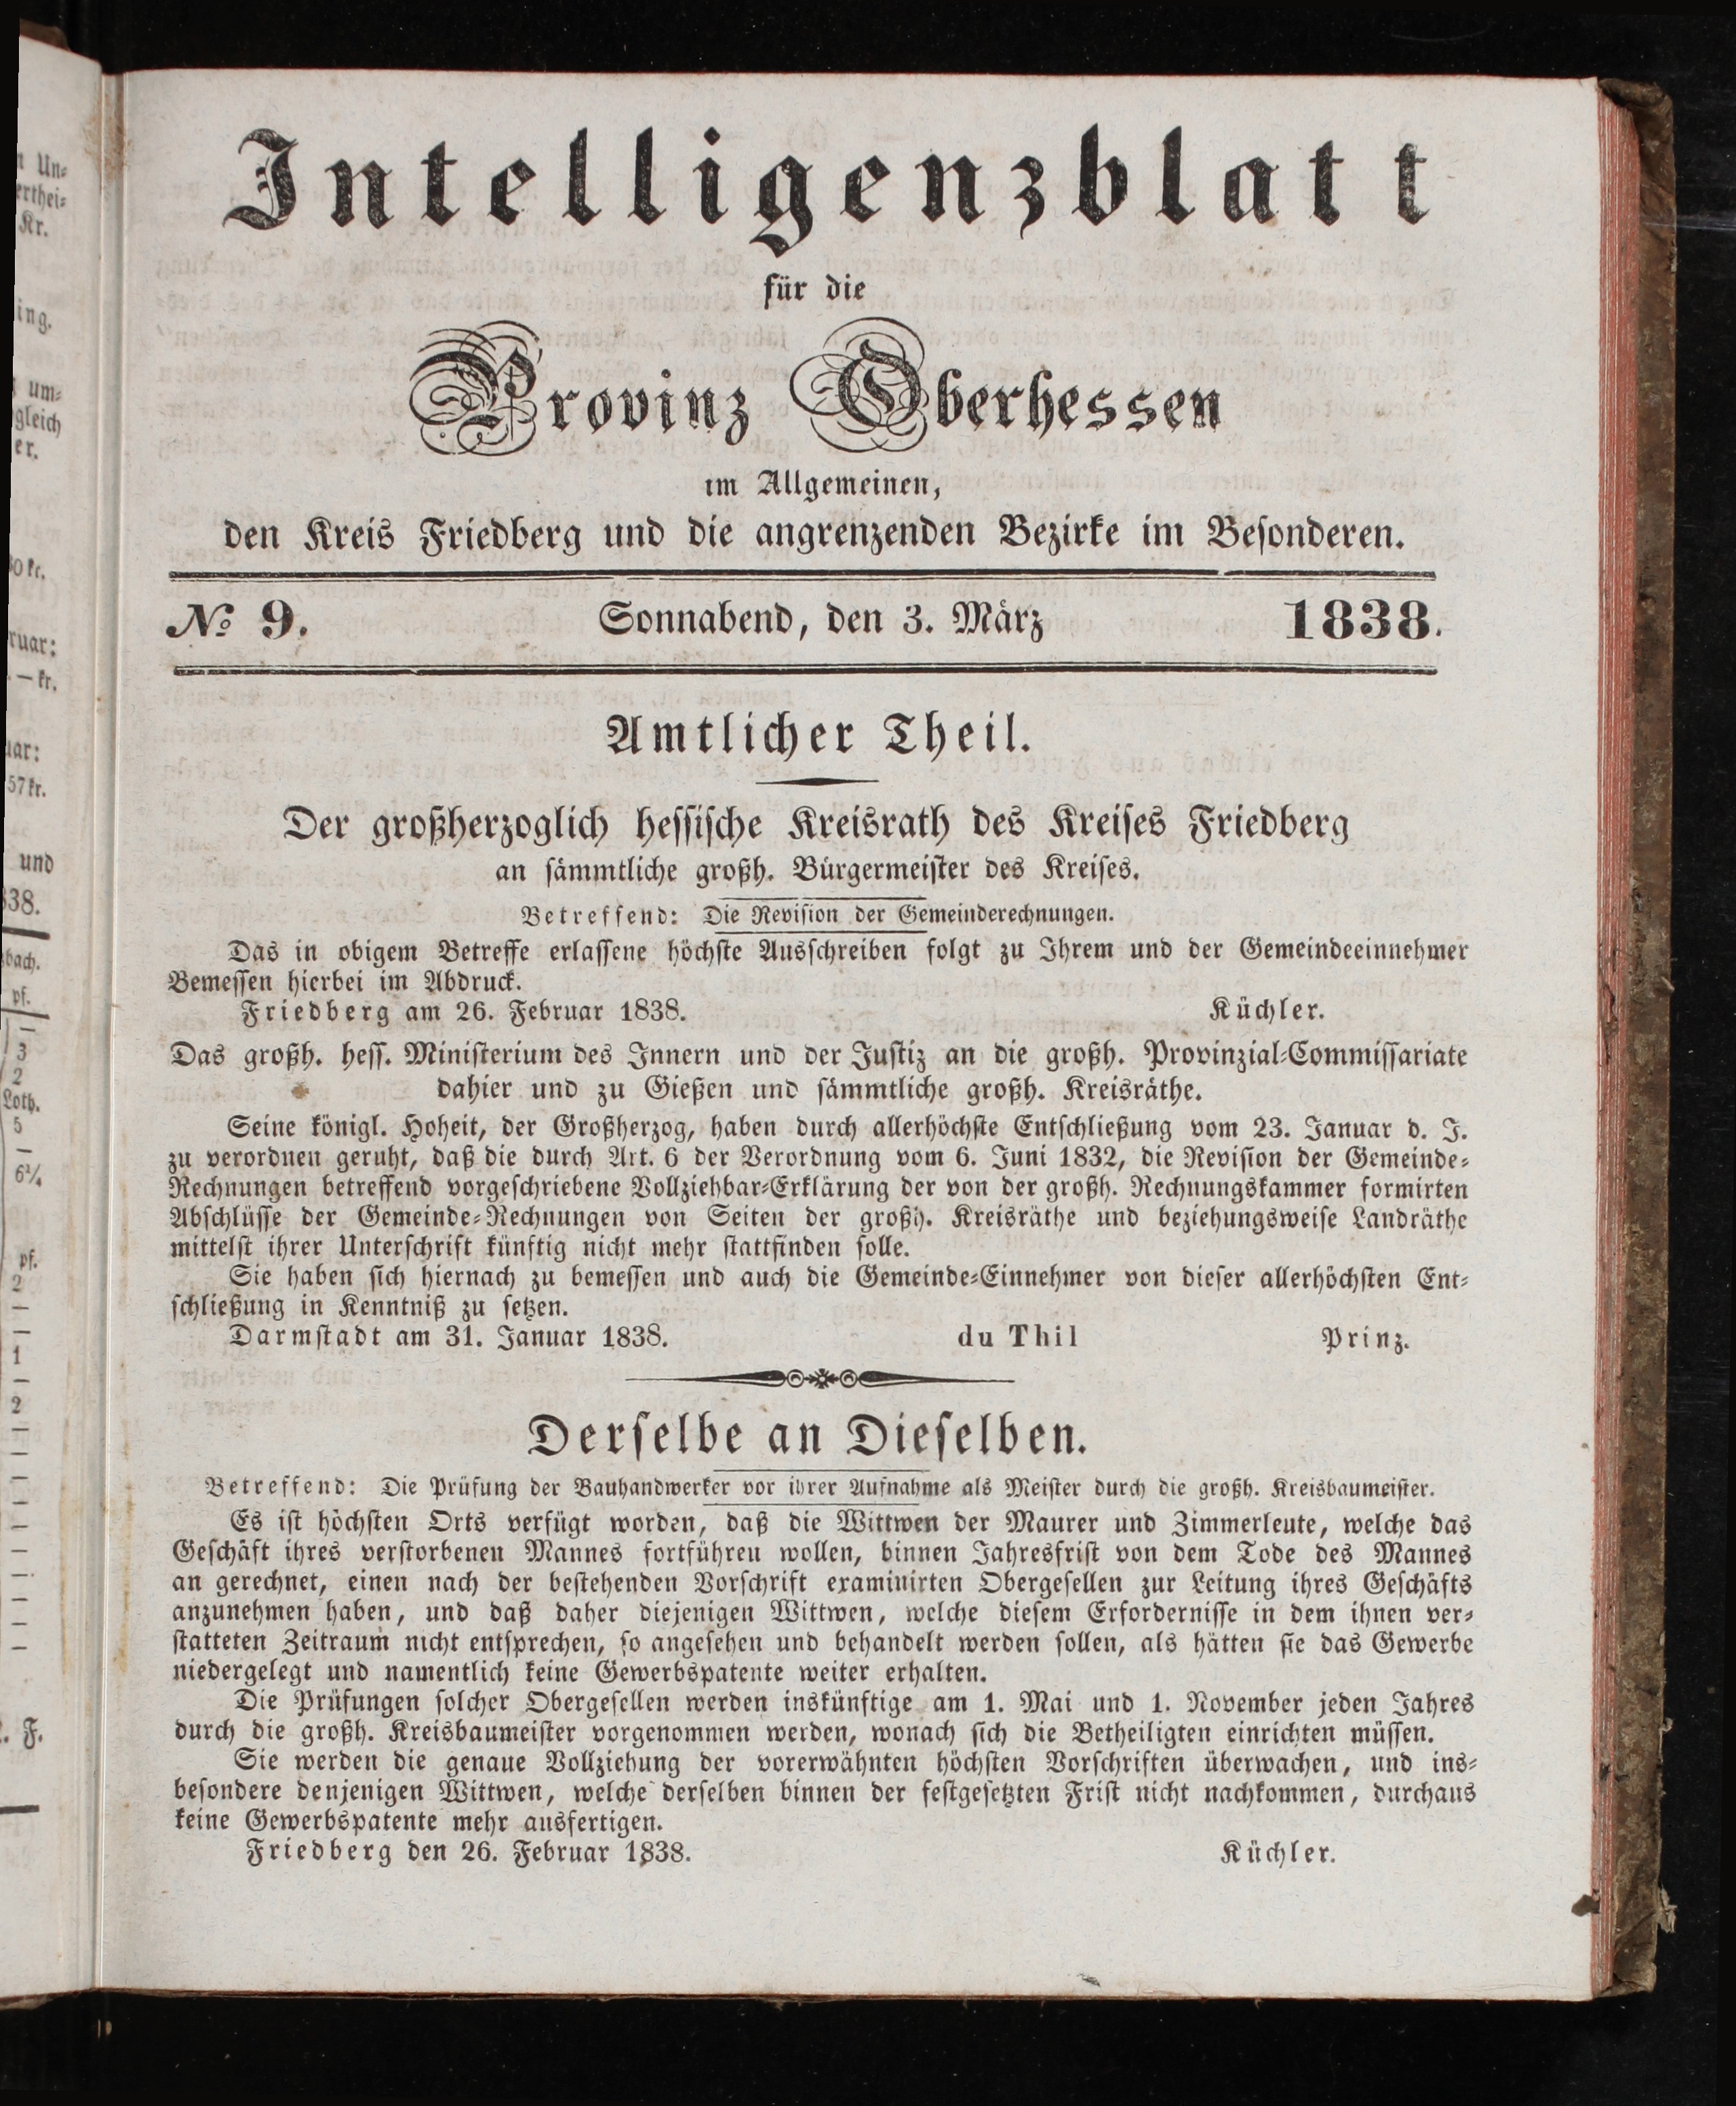 Intelligenzblatt
für die
Provinz Oberhessen
im Allgemeinen,
den Kreis Friedberg und die angrenzenden Bezirke im Besonderen.
No 9. Sonnabend, den 3. März 1838.
Amtlicher Theil.
Der großherzoglich hessische Kreisrath des Kreises Friedberg
an sämmtliche großh. Bürgermeister des Kreises.
Betreffend: Die Revision der Gemeinderechnungen.
Das in obigem Betreffe erlassene höchste Ausschreiben folgt zu Ihrem und der Gemeindeeinnehmer
Bemessen hierbei im Abdruck.
Friedberg am 26. Februar 1838. Küchler.
Das großh. hess. Ministerium des Innern und der Justiz an die großh. Provinzial-Commissariate
dahier und zu Gießen und sämmtliche großh. Kreisräthe.
Seine königl. Hoheit, der Großherzog, haben durch allerhöchste Entschließung vom 23. Januar d. J.
zu verordnen geruht, daß die durch Art. 6 der Verordnung vom 6. Juni 1832, die Revision der Gemeinde-
Rechnungen betreffend vorgeschriebene Vollziehbar-Erklärung der von der großh. Rechnungskammer formirten
Abschlüsse der Gemeinde-Rechnungen von Seiten der großh. Kreisräthe und beziehungsweise Landräthe
mittelst ihrer Unterschrift künftig nicht mehr stattfinden solle.
Sie haben sich hiernach zu bemessen und auch die Gemeinde-Einnehmer von dieser allerhöchsten Ent-
schließung in Kenntniß zu setzen.
Darmstadt am 31. Januar 1838. du Thil Prinz.
Derselbe an Dieselben.
Betreffend: Die Prüfung der Bauhandwerker vor ihrer Aufnahme als Meister durch die großh. Kreisbaumeister.
Es ist höchsten Orts verfügt worden, daß die Wittwen der Maurer und Zimmerleute, welche das
Geschäft ihres verstorbenen Mannes fortführen wollen, binnen Jahresfrist von dem Tode des Mannes
an gerechnet, einen nach der bestehenden Vorschrift examinirten Obergesellen zur Leitung ihres Geschäfts
anzunehmen haben, und daß daher diejenigen Wittwen, welche diesem Erfordernisse in dem ihnen ver-
statteten Zeitraum nicht entsprechen, so angesehen und behandelt werden sollen, als hätten sie das Gewerbe
niedergelegt und namentlich keine Gewerbspatente weiter erhalten.
Die Prüfungen solcher Obergesellen werden inskünftige am 1. Mai und 1. November jeden Jahres
durch die großh. Kreisbaumeister vorgenommen werden, wonach sich die Betheiligten einrichten müssen.
Sie werden die genaue Vollziehung der vorerwähnten höchsten Vorschriften überwachen, und ins-
besondere denjenigen Wittwen, welche derselben binnen der festgesetzten Frist nicht nachkommen, durchaus
keine Gewerbspatente mehr ausfertigen.
Friedberg den 26. Februar 1838. Küchler.